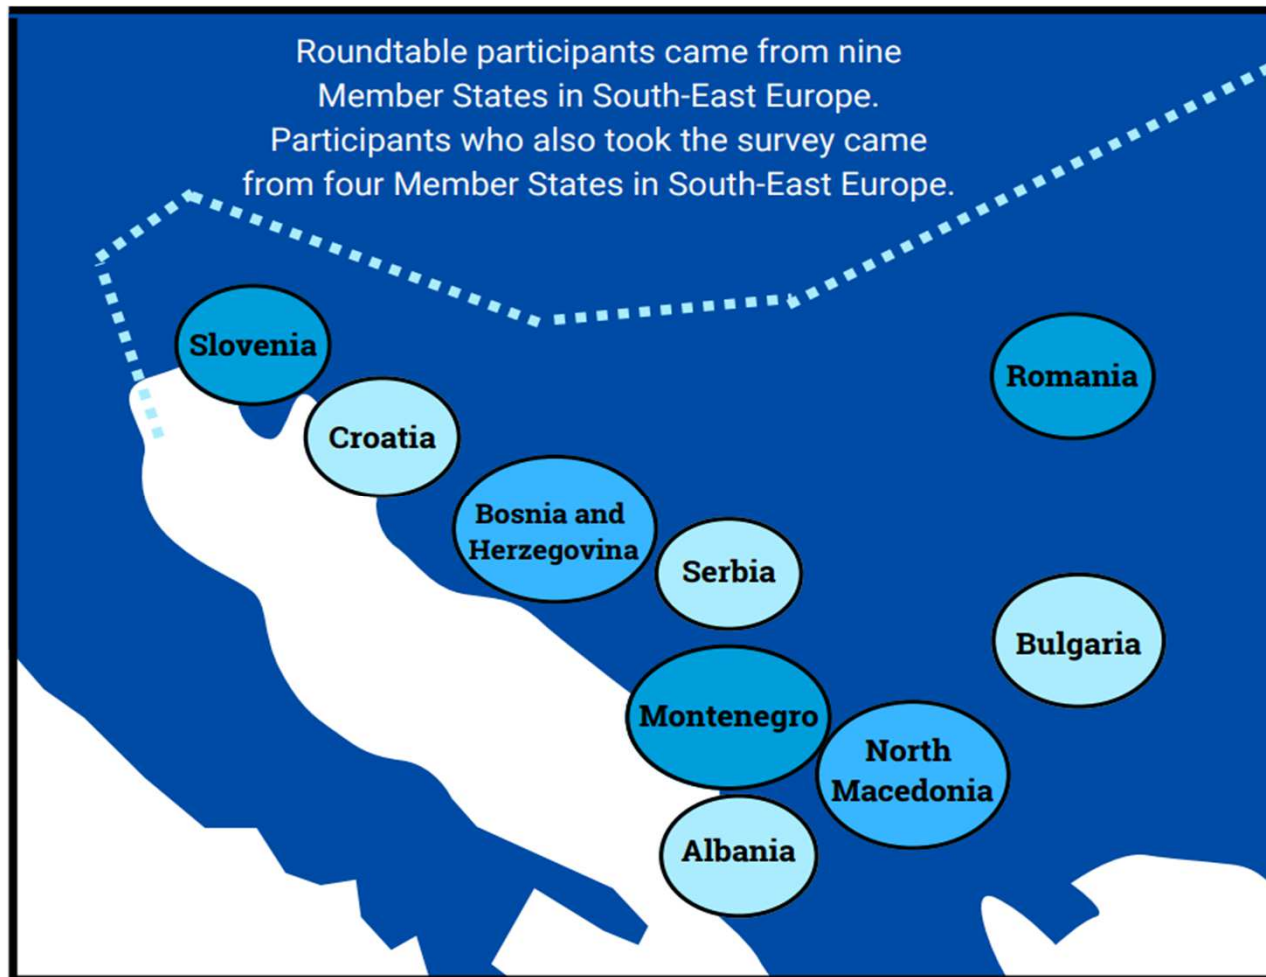 Roundtable participants came from nine
Member States in South-East Europe.
Participants who also took the survey came
from four Member States in South-East Europe.
Slovenia
Romania
Croatia
Bosnia and
Herzegovina
Serbia
Bulgaria
Montenegro
North
Macedonia
Albania